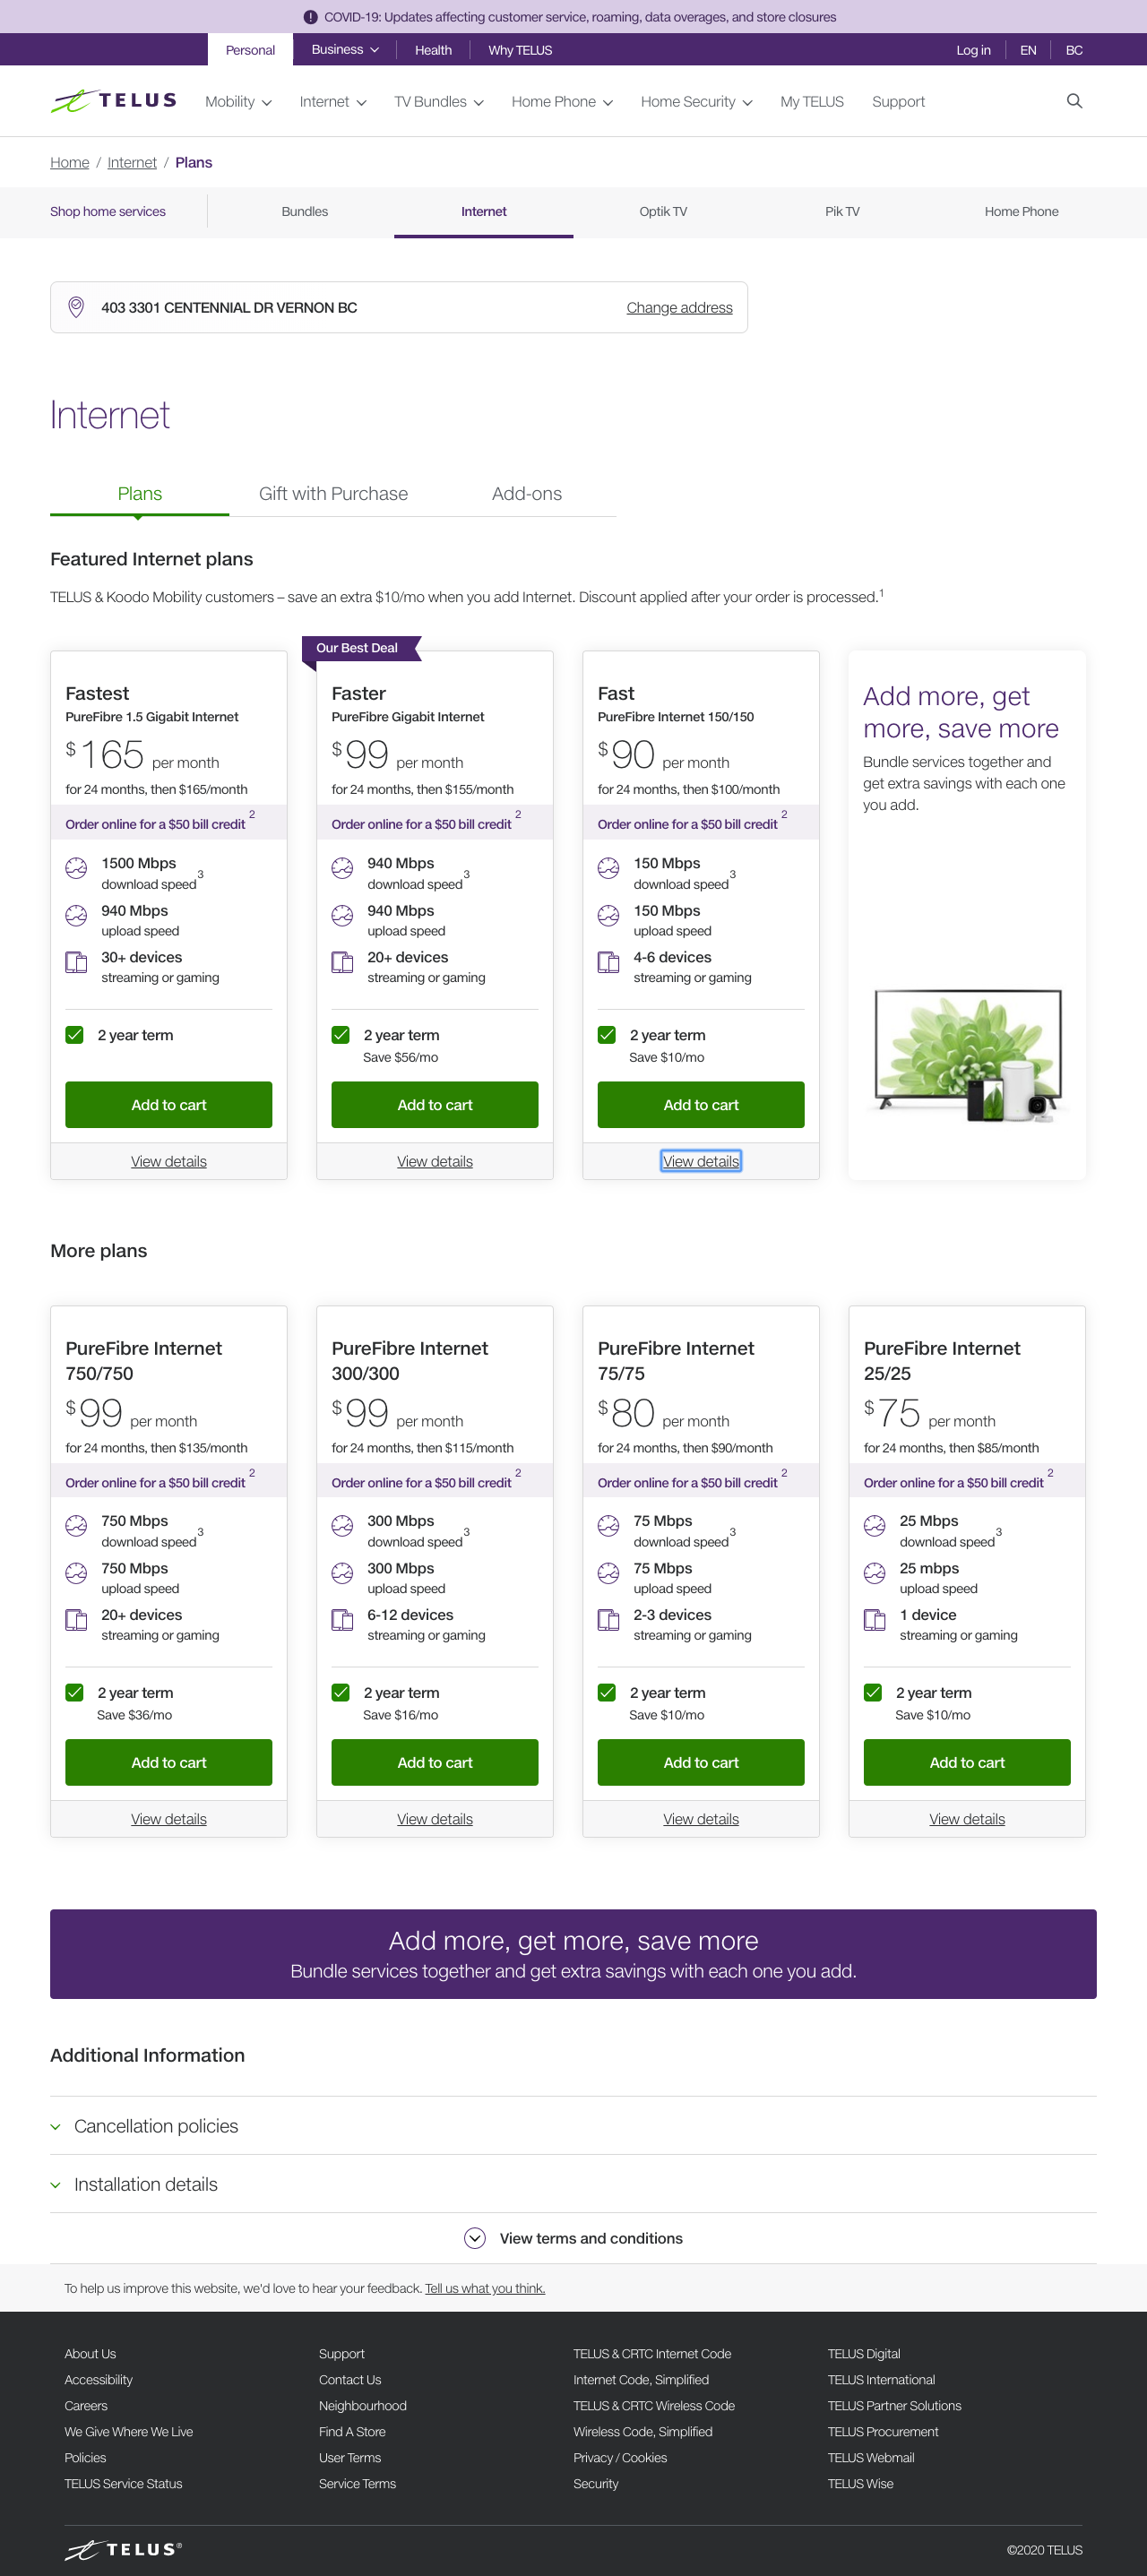 COVID-19: Updates affecting customer service, roaming, data overages, and store closures
Personal Business Health Why TELUS Log in EN BC
TELUS Mobility Internet TV Bundles Home Phone Home Security My TELUS Support
Home / Internet / Plans
Shop home services Bundles Internet Optik TV Pik TV Home Phone
403 3301 CENTENNIAL DR VERNON BC Change address
Internet
Plans Gift with Purchase Add-ons
Featured Internet plans
TELUS & Koodo Mobility customers – save an extra $10/mo when you add Internet. Discount applied after your order is processed.1
Fastest
PureFibre 1.5 Gigabit Internet
$165 per month
for 24 months, then $165/month
Order online for a $50 bill credit 2
1500 Mbps
download speed3
940 Mbps
upload speed
30+ devices
streaming or gaming
2 year term
Add to cart
View details
Our Best Deal
Faster
PureFibre Gigabit Internet
$99 per month
for 24 months, then $155/month
Order online for a $50 bill credit 2
940 Mbps
download speed3
940 Mbps
upload speed
20+ devices
streaming or gaming
2 year term
Save $56/mo
Add to cart
View details
Fast
PureFibre Internet 150/150
$90 per month
for 24 months, then $100/month
Order online for a $50 bill credit 2
150 Mbps
download speed3
150 Mbps
upload speed
4-6 devices
streaming or gaming
2 year term
Save $10/mo
Add to cart
View details
Add more, get
more, save more
Bundle services together and
get extra savings with each one
you add.
More plans
PureFibre Internet
750/750
$99 per month
for 24 months, then $135/month
Order online for a $50 bill credit 2
750 Mbps
download speed3
750 Mbps
upload speed
20+ devices
streaming or gaming
2 year term
Save $36/mo
Add to cart
View details
PureFibre Internet
300/300
$99 per month
for 24 months, then $115/month
Order online for a $50 bill credit 2
300 Mbps
download speed3
300 Mbps
upload speed
6-12 devices
streaming or gaming
2 year term
Save $16/mo
Add to cart
View details
PureFibre Internet
75/75
$80 per month
for 24 months, then $90/month
Order online for a $50 bill credit 2
75 Mbps
download speed3
75 Mbps
upload speed
2-3 devices
streaming or gaming
2 year term
Save $10/mo
Add to cart
View details
PureFibre Internet
25/25
$75 per month
for 24 months, then $85/month
Order online for a $50 bill credit 2
25 Mbps
download speed3
25 mbps
upload speed
1 device
streaming or gaming
2 year term
Save $10/mo
Add to cart
View details
Add more, get more, save more
Bundle services together and get extra savings with each one you add.
Additional Information
Cancellation policies
Installation details
View terms and conditions
To help us improve this website, we'd love to hear your feedback. Tell us what you think.
About Us
Accessibility
Careers
We Give Where We Live
Policies
TELUS Service Status
Support
Contact Us
Neighbourhood
Find A Store
User Terms
Service Terms
TELUS & CRTC Internet Code
Internet Code, Simplified
TELUS & CRTC Wireless Code
Wireless Code, Simplified
Privacy / Cookies
Security
TELUS Digital
TELUS International
TELUS Partner Solutions
TELUS Procurement
TELUS Webmail
TELUS Wise
TELUS® ©2020 TELUS